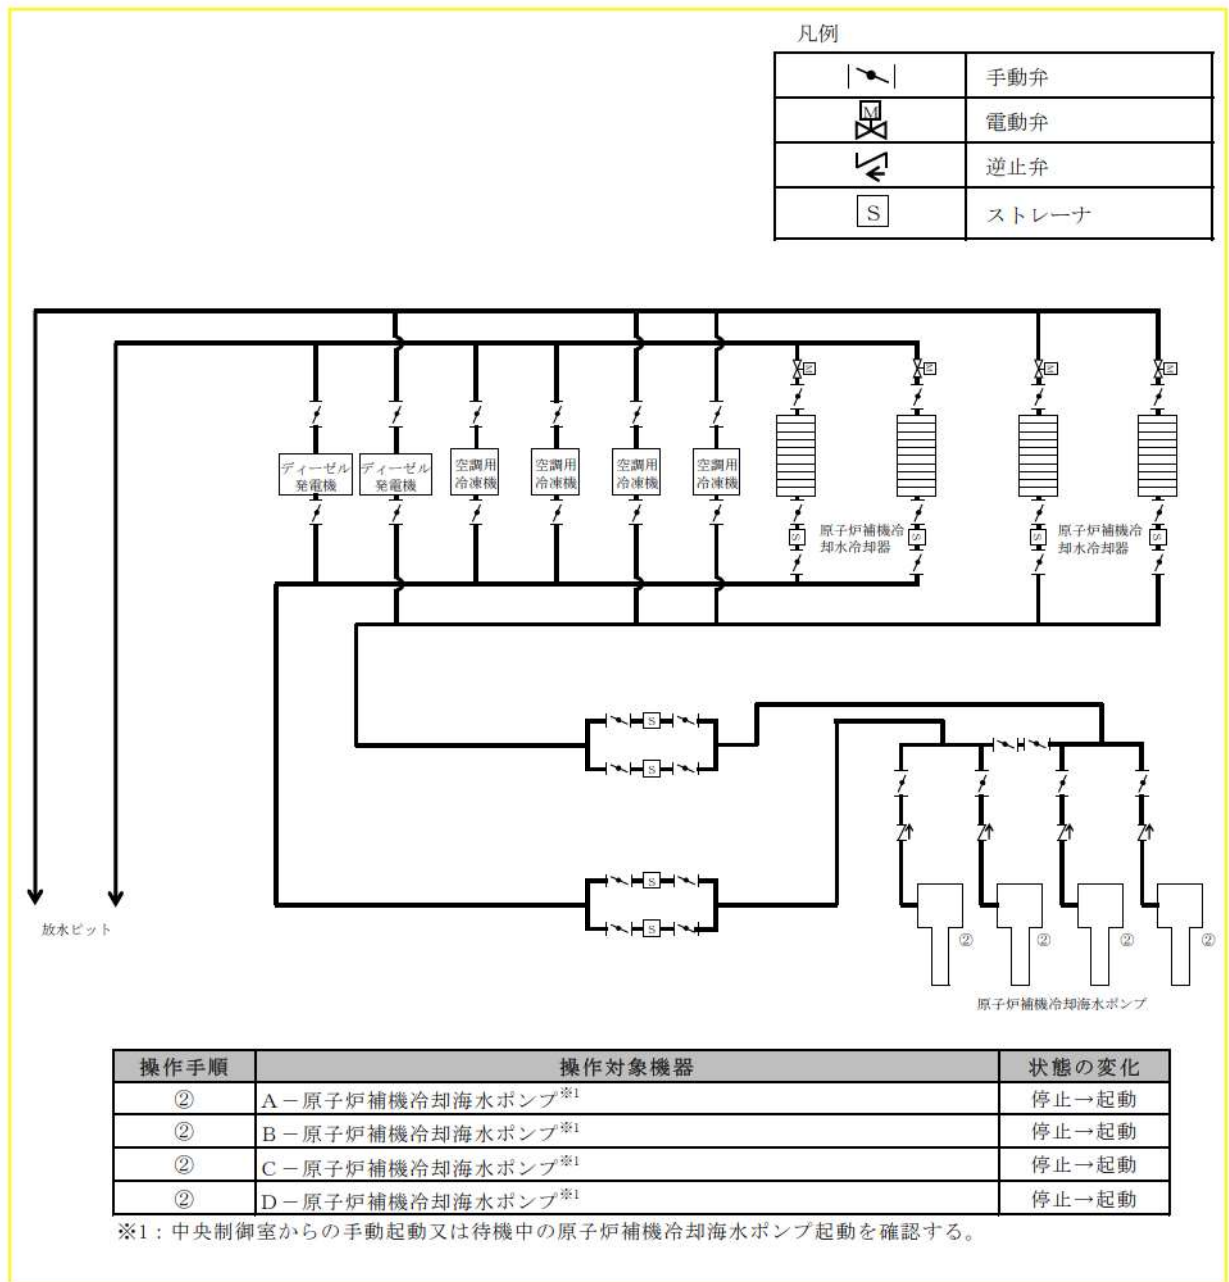 凡例
手動弁
M
電動弁
逆止弁
S
ストレーナ
M
M
M
M
ディーゼル
発電機
ディーゼル
発電機
空調用
冷凍機
空調用
冷凍機
空調用
冷凍機
空調用
冷凍機
S
原子炉補機冷
却水冷却器
S
S
原子炉補機冷
却水冷却器
S
S
S
S
S
放水ピット
②
②
②
②
原子炉補機冷却海水ポンプ
操作手順 操作対象機器 状態の変化
② A-原子炉補機冷却海水ポンプ※1 停止→起動
② B-原子炉補機冷却海水ポンプ※1 停止→起動
② C-原子炉補機冷却海水ポンプ※1 停止→起動
② D-原子炉補機冷却海水ポンプ※1 停止→起動
※1:中央制御室からの手動起動又は待機中の原子炉補機冷却海水ポンプ起動を確認する。